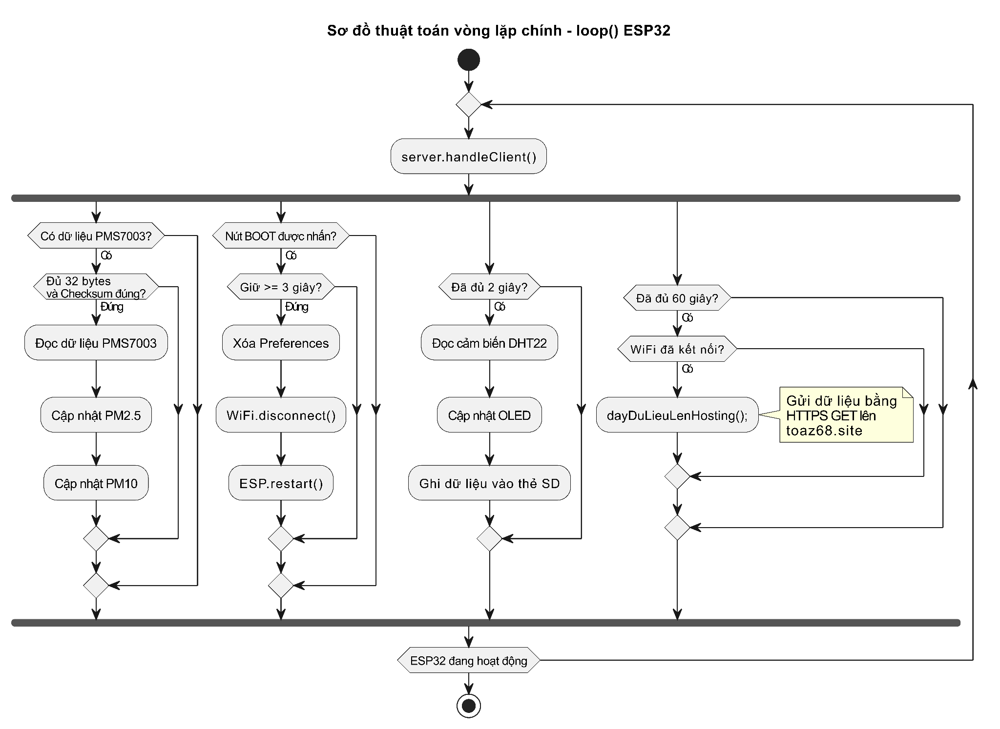 Sơ đồ thuật toán vòng lặp chính - loop() ESP32
server.handleClient()
Có dữ liệu PMS7003?
Có
Đủ 32 bytes
và Checksum đúng?
Đúng
Đọc dữ liệu PMS7003
Cập nhật PM2.5
Cập nhật PM10
Nút BOOT được nhấn?
Có
Giữ >= 3 giây?
Đúng
Xóa Preferences
WiFi.disconnect()
ESP.restart()
Đã đủ 2 giây?
Có
Đọc cảm biến DHT22
Cập nhật OLED
Ghi dữ liệu vào thẻ SD
Đã đủ 60 giây?
Có
WiFi đã kết nối?
Có
dayDuLieuLenHosting();
Gửi dữ liệu bằng
HTTPS GET lên
toaz68.site
ESP32 đang hoạt động